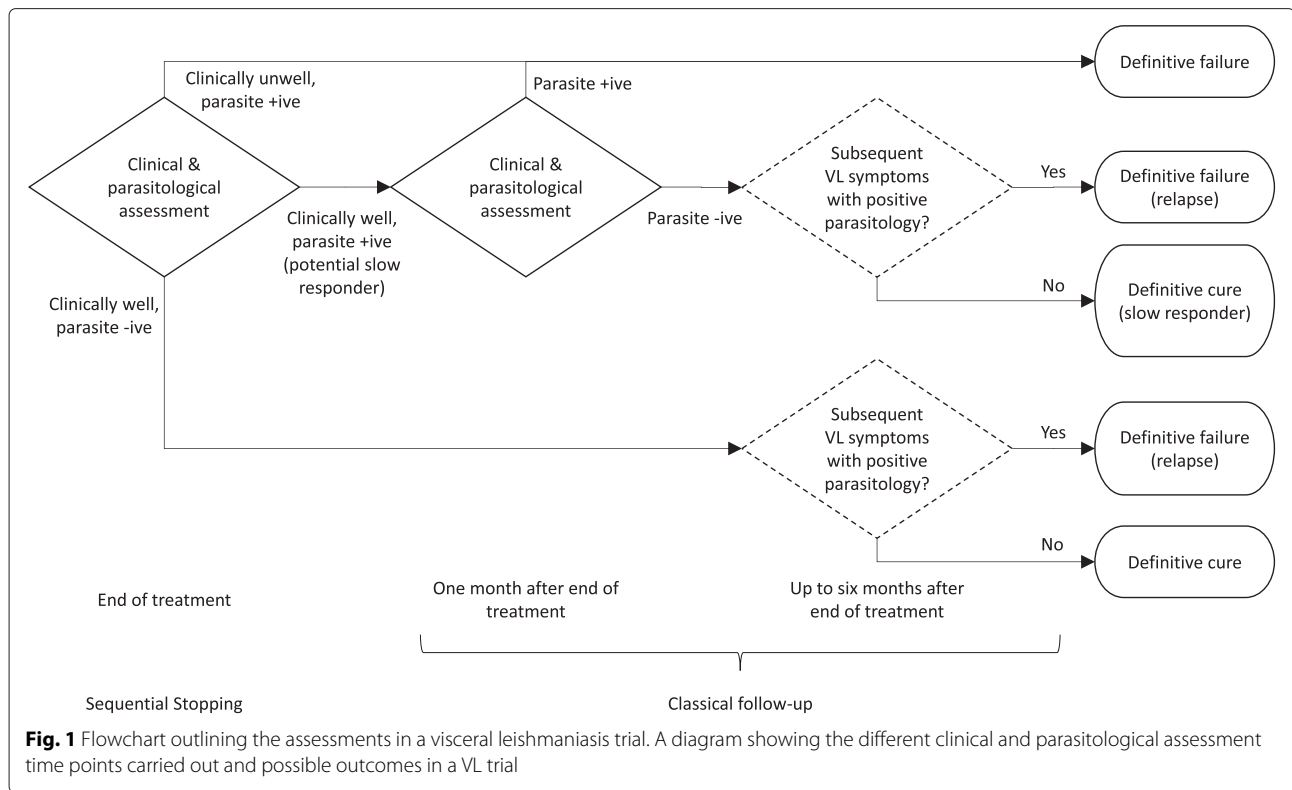 Clinically unwell,
parasite +ive
Parasite +ive
Definitive failure
Clinical &
parasitological
assessment
Clinically well,
parasite +ive
(potential slow
responder)
Clinical &
parasitological
assessment
Parasite -ive
Subsequent
VL symptoms
with positive
parasitology?
Yes
Definitive failure
(relapse)
No
Definitive cure
(slow responder)
Clinically well,
parasite -ive
Subsequent
VL symptoms
with positive
parasitology?
Yes
Definitive failure
(relapse)
No
Definitive cure
End of treatment
One month after end of
treatment
Up to six months after
end of treatment
Sequential Stopping
Classical follow-up
Fig. 1 Flowchart outlining the assessments in a visceral leishmaniasis trial. A diagram showing the different clinical and parasitological assessment
time points carried out and possible outcomes in a VL trial